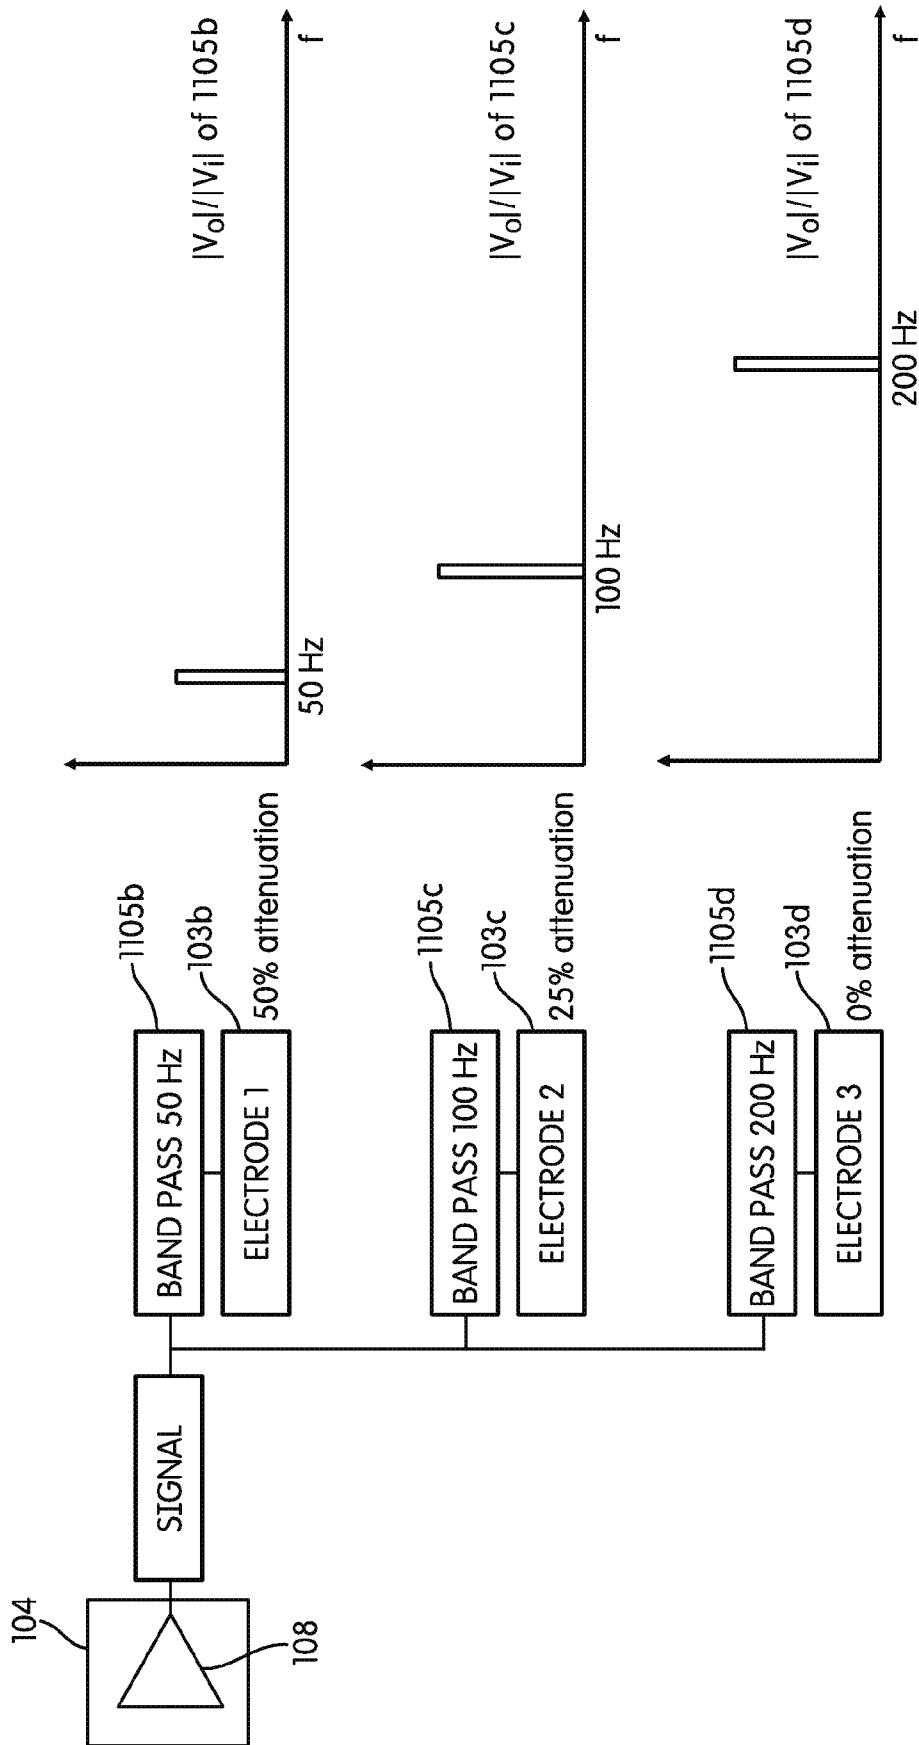 104
108
SIGNAL
BAND PASS 50 Hz
1105b
ELECTRODE 1
103b
50% attenuation
|Vo|/|Vi| of 1105b
50 Hz
f
BAND PASS 100 Hz
1105c
ELECTRODE 2
103c
25% attenuation
|Vo|/|Vi| of 1105c
100 Hz
f
BAND PASS 200 Hz
1105d
ELECTRODE 3
103d
0% attenuation
|Vo|/|Vi| of 1105d
200 Hz
f